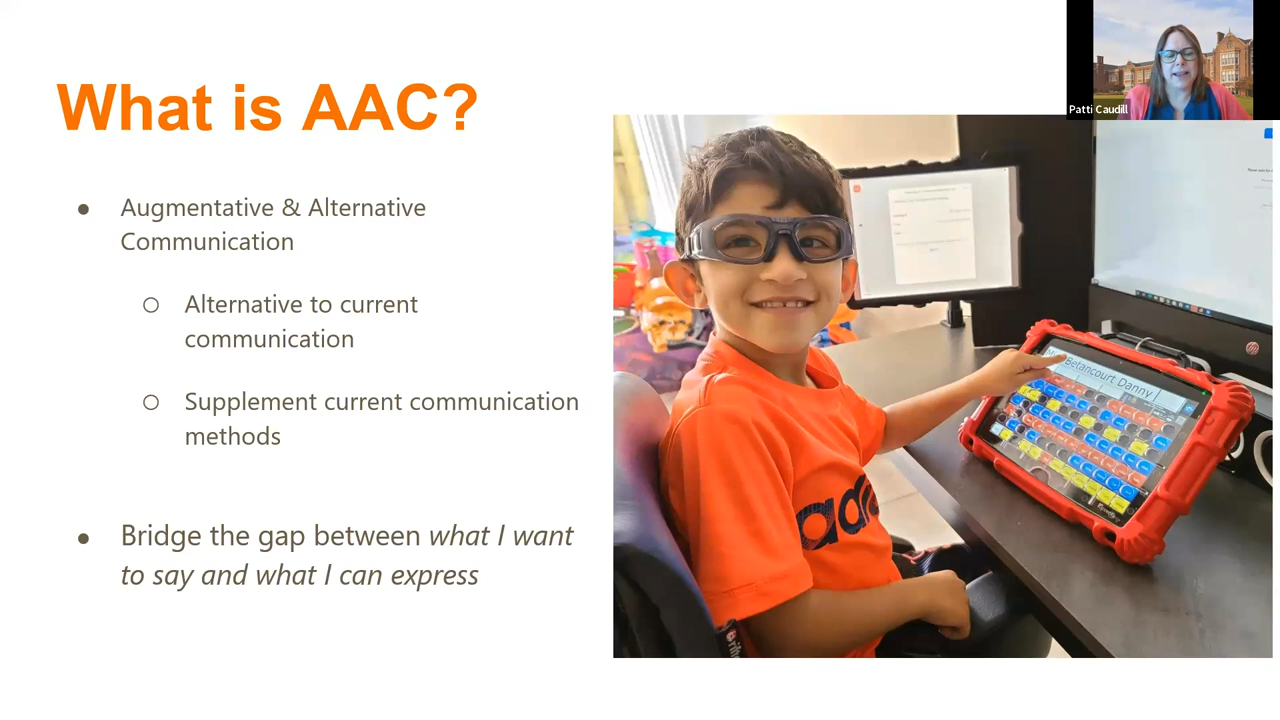 Patti Caudill
What is AAC?
● Augmentative & Alternative
Communication
○ Alternative to current
communication
○ Supplement current communication
methods
● Bridge the gap between what I want
to say and what I can express
Betancourt Danny